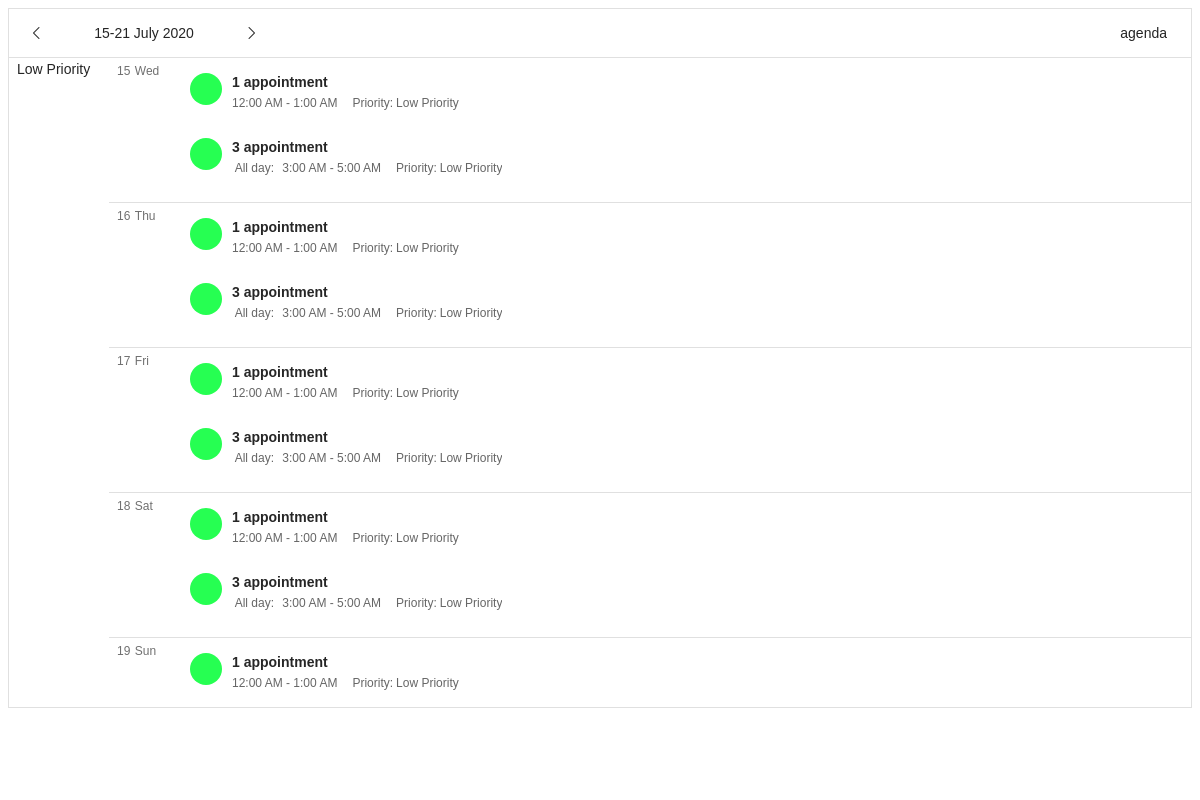 15-21 July 2020
agenda
Low Priority
15 Wed
1 appointment
12:00 AM - 1:00 AM Priority: Low Priority
3 appointment
All day: 3:00 AM - 5:00 AM Priority: Low Priority
16 Thu
1 appointment
12:00 AM - 1:00 AM Priority: Low Priority
3 appointment
All day: 3:00 AM - 5:00 AM Priority: Low Priority
17 Fri
1 appointment
12:00 AM - 1:00 AM Priority: Low Priority
3 appointment
All day: 3:00 AM - 5:00 AM Priority: Low Priority
18 Sat
1 appointment
12:00 AM - 1:00 AM Priority: Low Priority
3 appointment
All day: 3:00 AM - 5:00 AM Priority: Low Priority
19 Sun
1 appointment
12:00 AM - 1:00 AM Priority: Low Priority